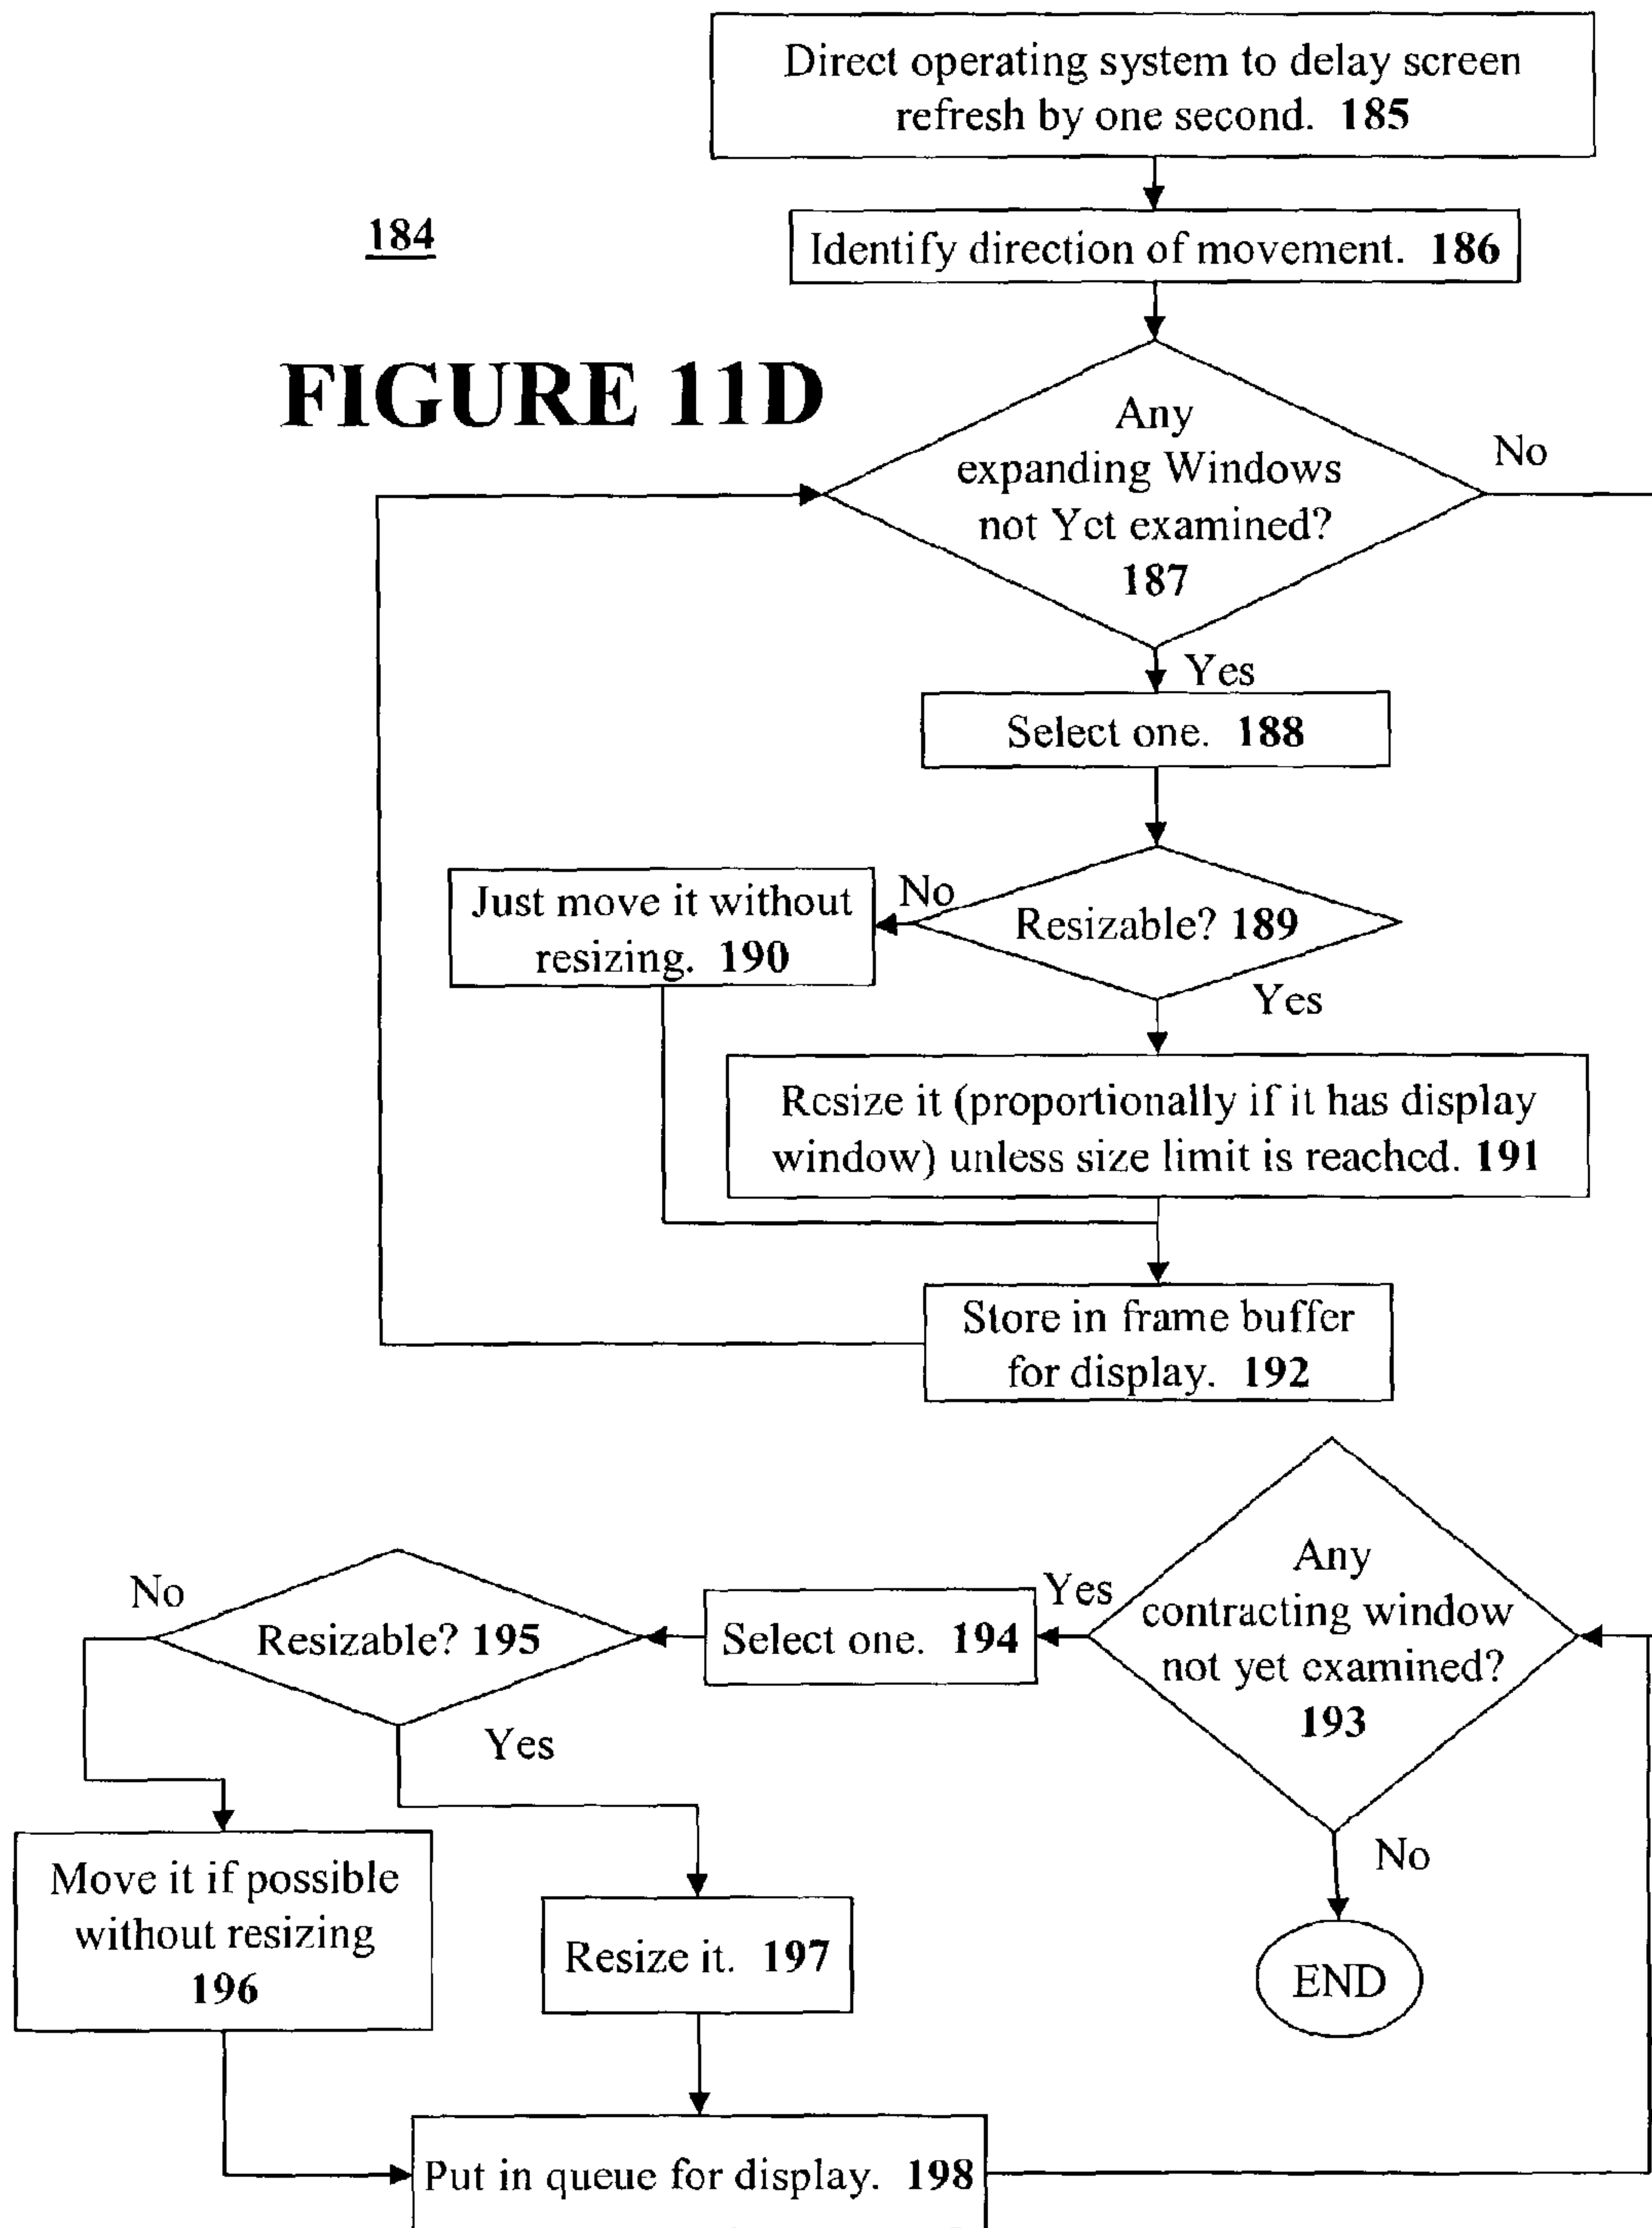 Direct operating system to delay screen
refresh by one second. 185
184
Identify direction of movement. 186
FIGURE 11D
Any
expanding Windows
not Yet examined?
187
No
Yes
Select one. 188
Just move it without
resizing. 190
No
Resizable? 189
Yes
Resize it (proportionally if it has display
window) unless size limit is reached. 191
Store in frame buffer
for display. 192
Any
contracting window
not yet examined?
193
Yes
Select one. 194
Resizable? 195
No
Yes
No
Move it if possible
without resizing
196
Resize it. 197
END
Put in queue for display. 198